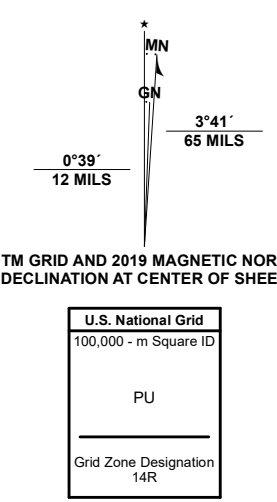 ★
MN
GN
3°41´
65 MILS
0°39´
12 MILS
TM GRID AND 2019 MAGNETIC NOR
DECLINATION AT CENTER OF SHEE
U.S. National Grid
100,000 - m Square ID
PU
Grid Zone Designation
14R